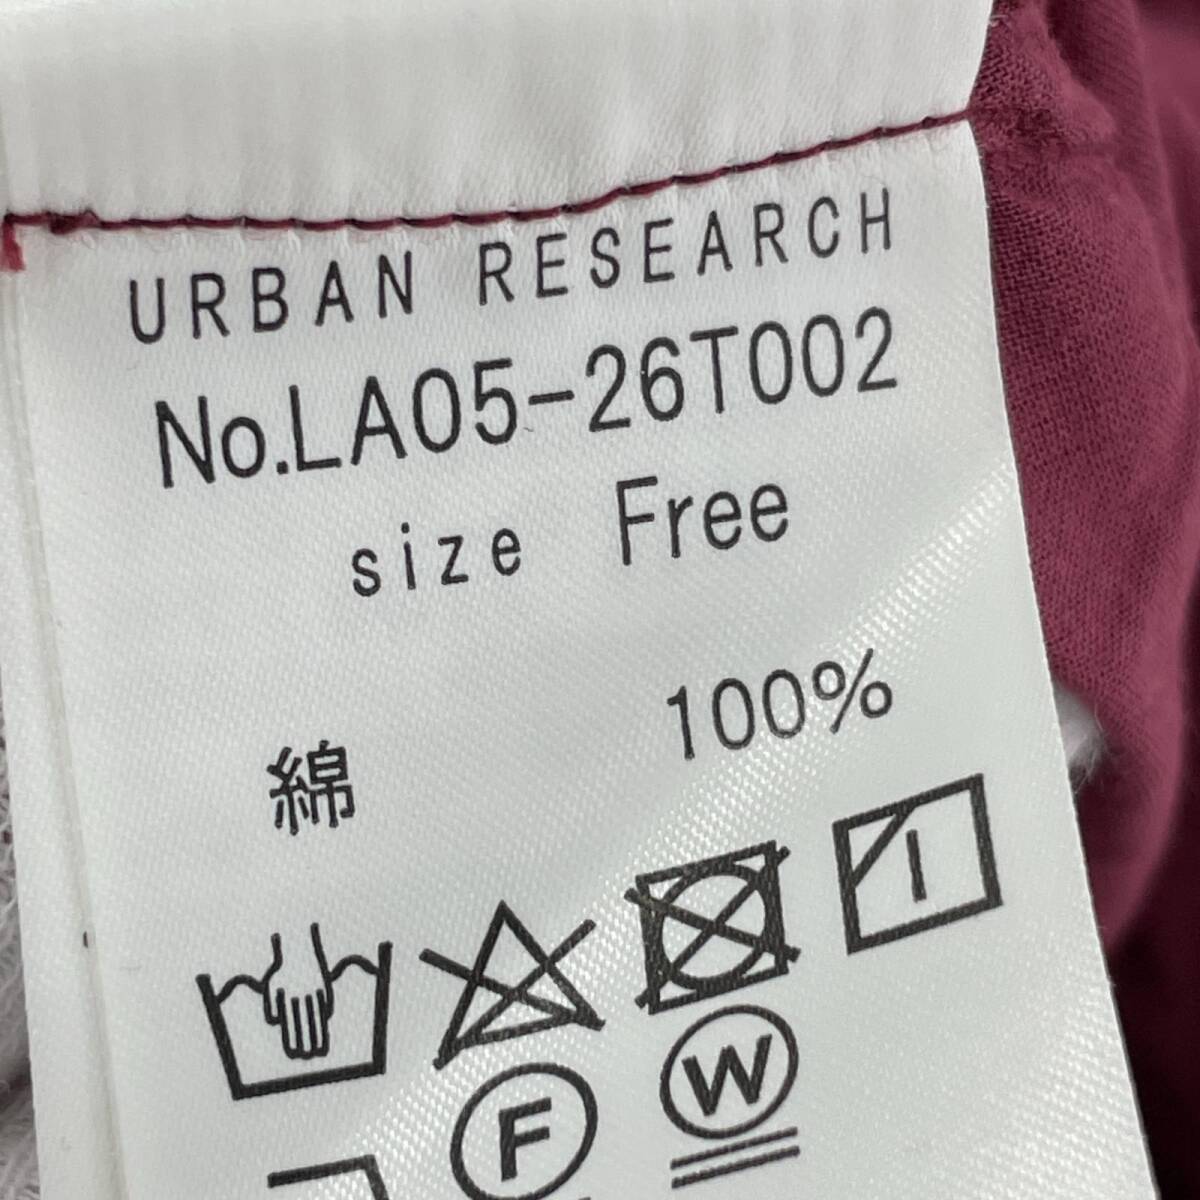 URBAN RESEARCH
No.LA05-26T002
size Free
綿 100%
F W